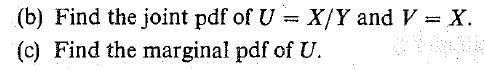 (b) Find the joint pdf of U = X/Y and V = X.
(c) Find the marginal pdf of U.